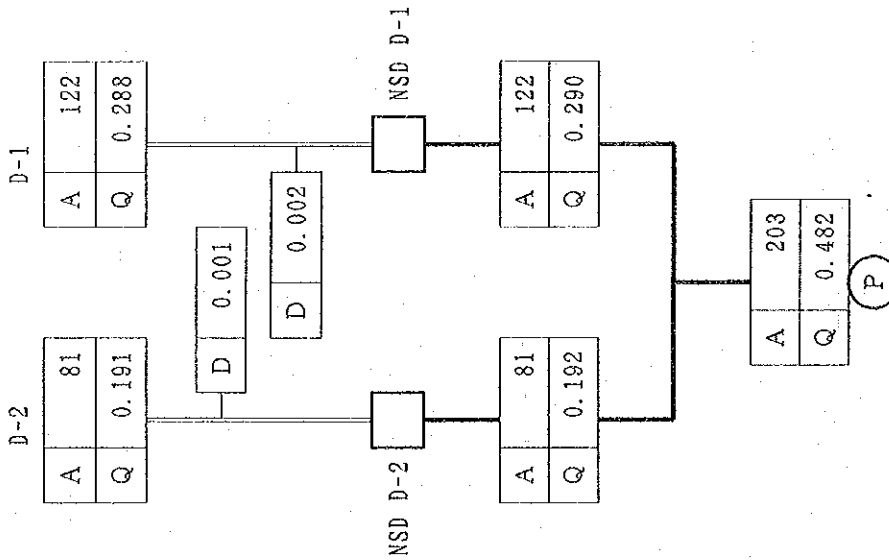 D-2
A 81
Q 0.191
D-1
A 122
Q 0.288
D 0.001
D 0.002
NSD D-2
NSD D-1
A 81
Q 0.192
A 122
Q 0.290
A 203
Q 0.482
P